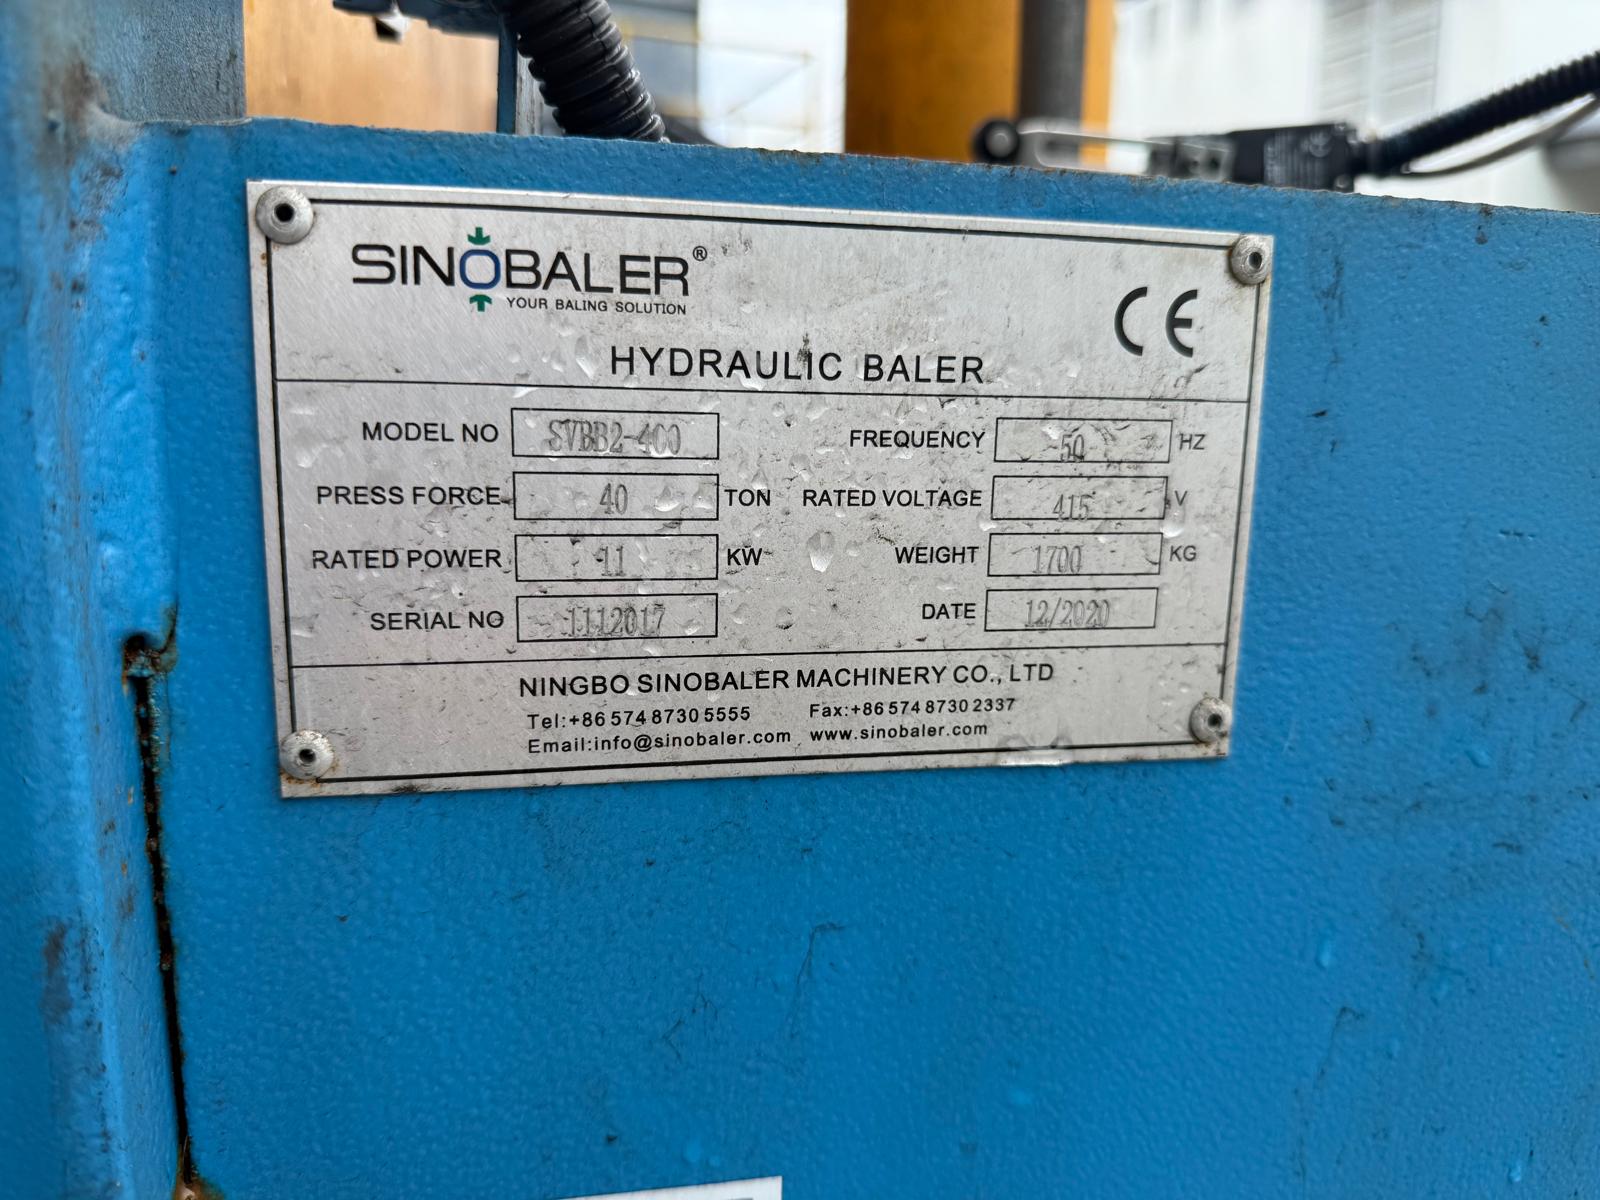 SINOBALER®
YOUR BALING SOLUTION
CE
HYDRAULIC BALER
MODEL NO SVBB2-400 FREQUENCY 50 HZ
PRESS FORCE 40 TON RATED VOLTAGE 415 V
RATED POWER 11 KW WEIGHT 1700 KG
SERIAL NO 1112017 DATE 12/2020
NINGBO SINOBALER MACHINERY CO., LTD
Tel:+86 574 8730 5555 Fax:+86 574 8730 2337
Email:info@sinobaler.com www.sinobaler.com